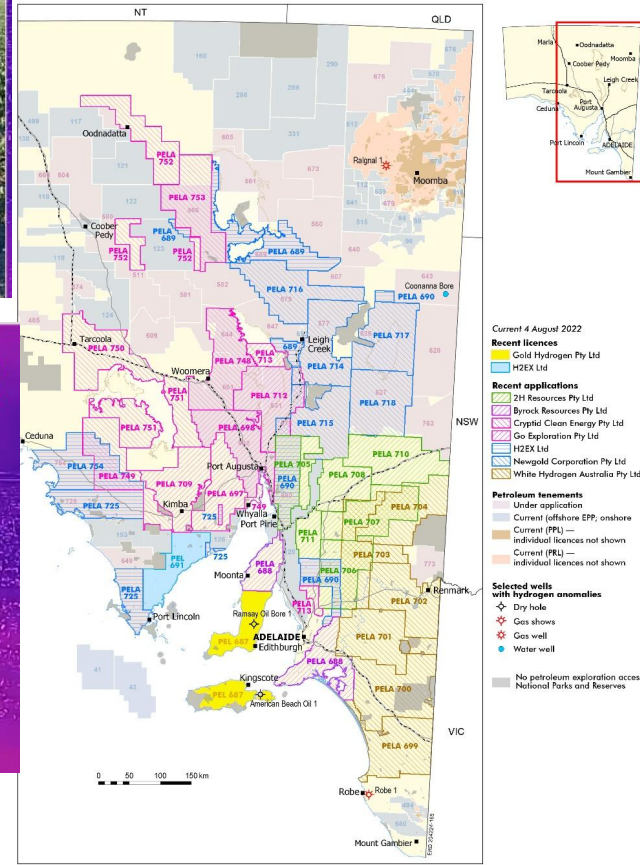 NT
QLD
Marla
Oodnadatta
Moomba
Coober Pedy
Leigh Creek
Tarcoola
Port
Augusta
Ceduna
Port Lincoln
ADELAIDE
Mount Gambier
Oodnadatta
PELA
752
PELA 753
Raignal 1
Moomba
Coober
Pedy
PELA
689
PELA
752
PELA
752
PELA 689
PELA 716
Coonanna Bore
PELA 690
PELA 717
Tarcoola
PELA 750
PELA 748
PELA
713
689
Leigh
Creek
PELA 714
Woomera
PELA
751
PELA 712
PELA 718
PELA 751
PELA 698
PELA 715
NSW
Ceduna
PELA 754
PELA 749
PELA 709
Port Augusta
PELA 705
PELA 710
PELA
690
PELA 708
PELA 725
Kimba
PELA 697
725
749
Whyalla
Port Pirie
PELA 704
PELA 707
PELA
711
PELA 703
725
PEL
691
PELA
688
Moonta
PELA 706
PELA 690
773
Renmark
PELA
725
Port Lincoln
PELA
713
PELA 702
Ramsay Oil Bore 1
ADELAIDE
PEL 687
Edithburgh
PELA 701
PELA 688
Kingscote
PEL 687
American Beach Oil 1
PELA 700
VIC
PELA 699
0 50 100 150 km
Robe
Robe 1
Mount Gambier
Current 4 August 2022
Recent licences
Gold Hydrogen Pty Ltd
H2EX Ltd
Recent applications
2H Resources Pty Ltd
Byrock Resources Pty Ltd
Cryptid Clean Energy Pty Ltd
Go Exploration Pty Ltd
H2EX Ltd
Newgold Corporation Pty Ltd
White Hydrogen Australia Pty Ltd
Petroleum tenements
Under application
Current (offshore EPP; onshore
Current (PPL) —
individual licences not shown
Current (PRL) —
individual licences not shown
Selected wells
with hydrogen anomalies
Dry hole
Gas shows
Gas well
Water well
No petroleum exploration acces
National Parks and Reserves